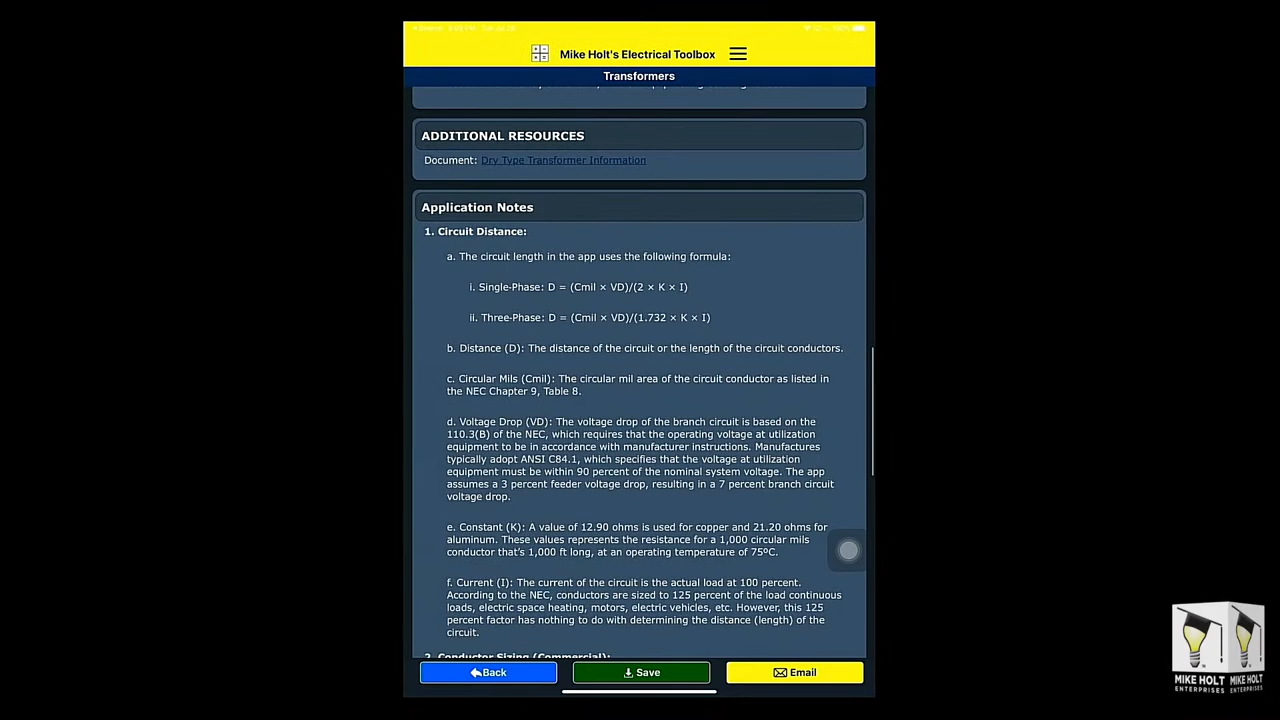 Mike Holt's Electrical Toolbox
Transformers
ADDITIONAL RESOURCES
Document: Dry Type Transformer Information
Application Notes
1. Circuit Distance:
a. The circuit length in the app uses the following formula:
i. Single-Phase: D = (Cmil × VD)/(2 × K × I)
ii. Three-Phase: D = (Cmil × VD)/(1.732 × K × I)
b. Distance (D): The distance of the circuit or the length of the circuit conductors.
c. Circular Mils (Cmil): The circular mil area of the circuit conductor as listed in
the NEC Chapter 9, Table 8.
d. Voltage Drop (VD): The voltage drop of the branch circuit is based on the
110.3(B) of the NEC, which requires that the operating voltage at utilization
equipment to be in accordance with manufacturer instructions. Manufactures
typically adopt ANSI C84.1, which specifies that the voltage at utilization
equipment must be within 90 percent of the nominal system voltage. The app
assumes a 3 percent feeder voltage drop, resulting in a 7 percent branch circuit
voltage drop.
e. Constant (K): A value of 12.90 ohms is used for copper and 21.20 ohms for
aluminum. These values represents the resistance for a 1,000 circular mils
conductor that's 1,000 ft long, at an operating temperature of 75ºC.
f. Current (I): The current of the circuit is the actual load at 100 percent.
According to the NEC, conductors are sized to 125 percent of the load continuous
loads, electric space heating, motors, electric vehicles, etc. However, this 125
percent factor has nothing to do with determining the distance (length) of the
circuit.
2. Conductor Sizing (Commercial):
Back
Save
Email
MIKE HOLT
ENTERPRISES
MIKE HOLT
ENTERPRISES